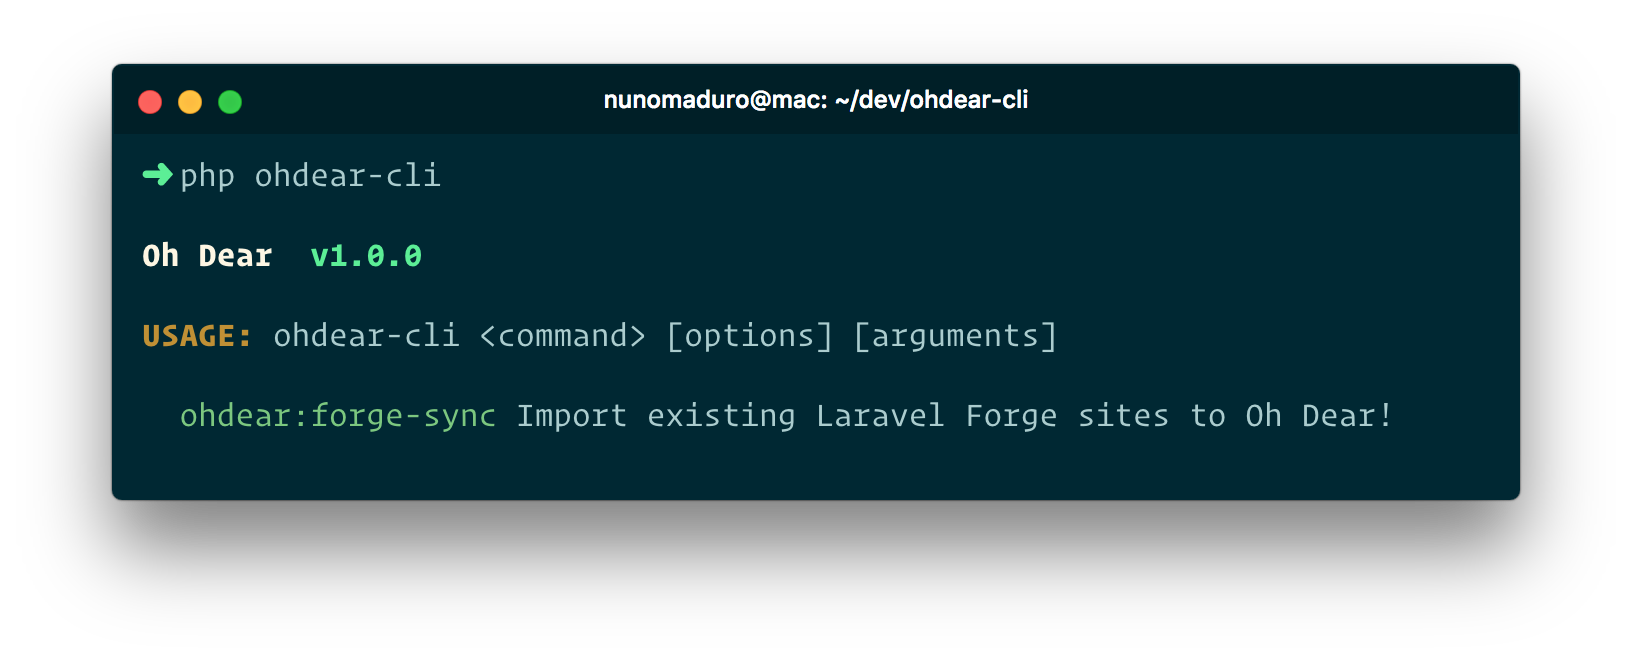 nunomaduro@mac: ~/dev/ohdear-cli
➜ php ohdear-cli
Oh Dear v1.0.0
USAGE: ohdear-cli <command> [options] [arguments]
ohdear:forge-sync Import existing Laravel Forge sites to Oh Dear!